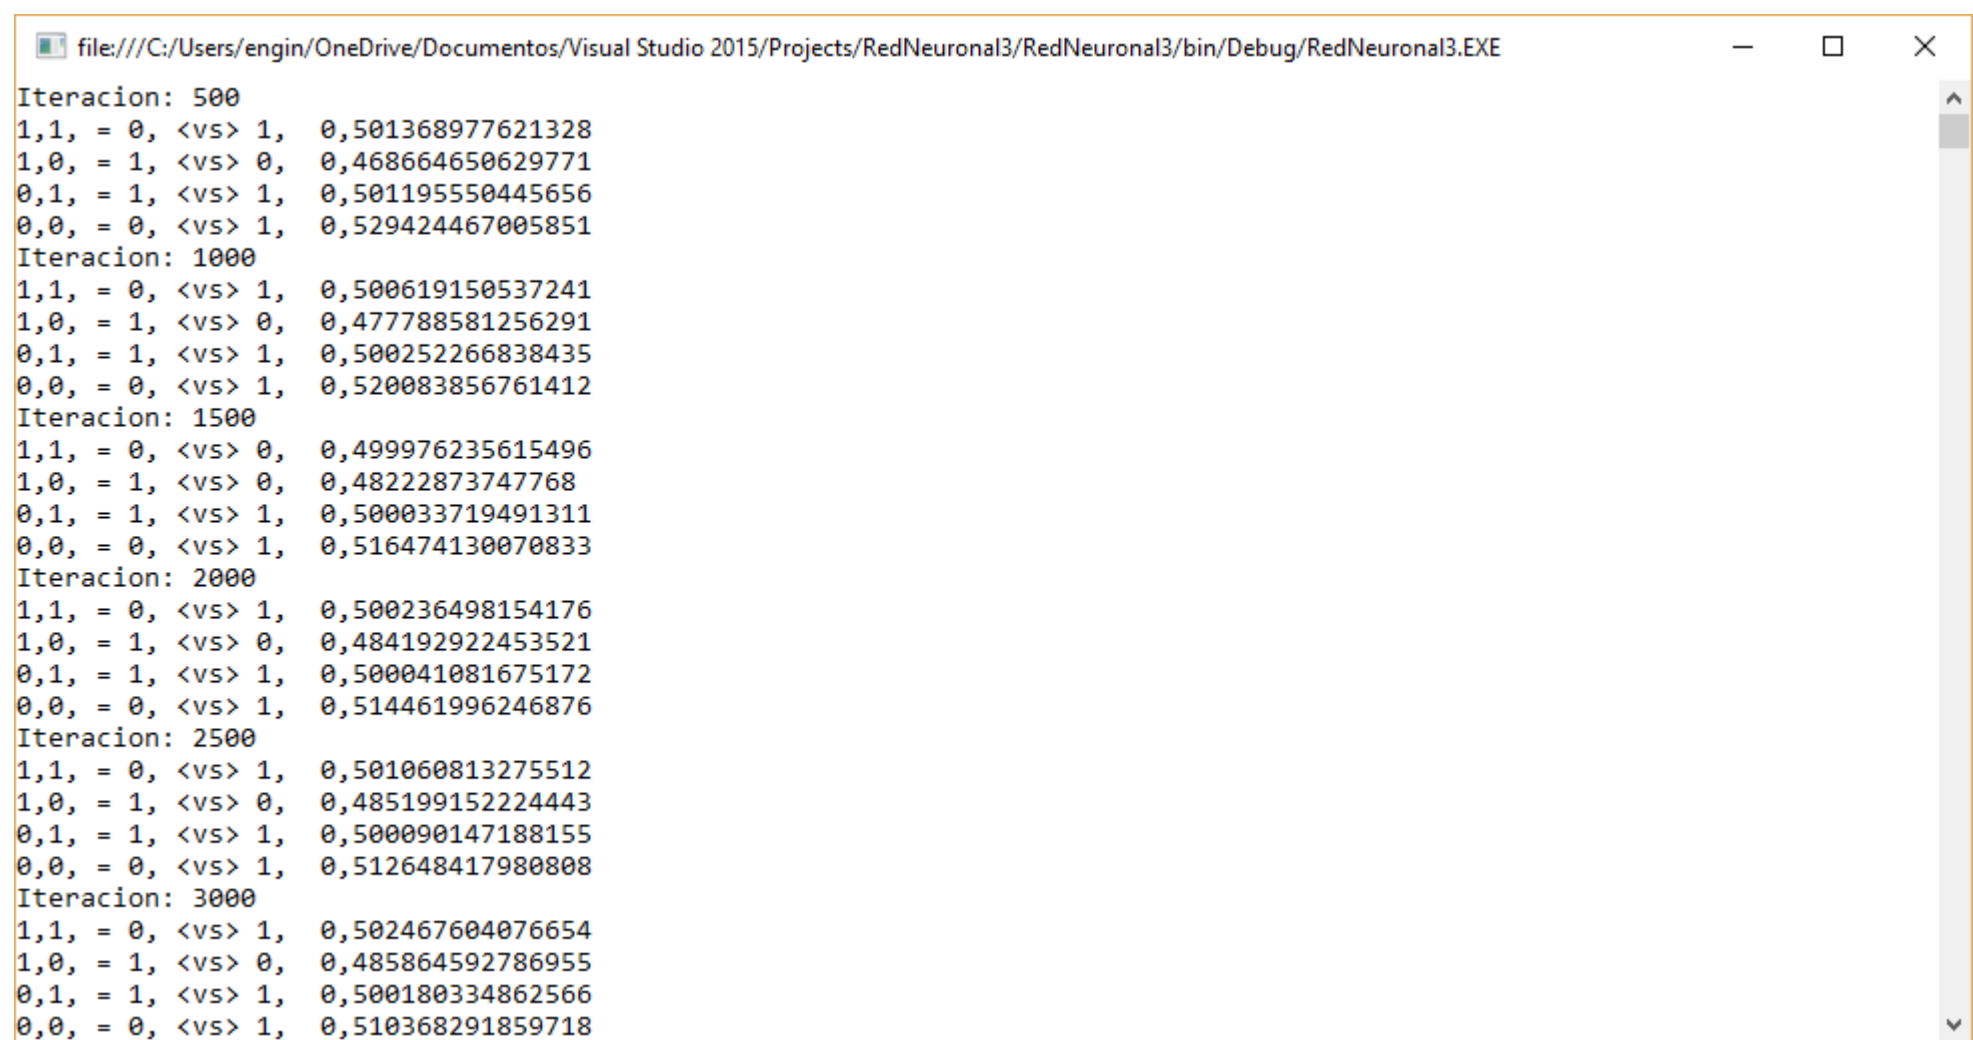 file:///C:/Users/engin/OneDrive/Documentos/Visual Studio 2015/Projects/RedNeuronal3/RedNeuronal3/bin/Debug/RedNeuronal3.EXE
Iteracion: 500
1,1, = 0, <vs> 1,  0,501368977621328
1,0, = 1, <vs> 0,  0,468664650629771
0,1, = 1, <vs> 1,  0,501195550445656
0,0, = 0, <vs> 1,  0,529424467005851
Iteracion: 1000
1,1, = 0, <vs> 1,  0,500619150537241
1,0, = 1, <vs> 0,  0,477788581256291
0,1, = 1, <vs> 1,  0,500252266838435
0,0, = 0, <vs> 1,  0,520083856761412
Iteracion: 1500
1,1, = 0, <vs> 0,  0,499976235615496
1,0, = 1, <vs> 0,  0,48222873747768
0,1, = 1, <vs> 1,  0,500033719491311
0,0, = 0, <vs> 1,  0,516474130070833
Iteracion: 2000
1,1, = 0, <vs> 1,  0,500236498154176
1,0, = 1, <vs> 0,  0,484192922453521
0,1, = 1, <vs> 1,  0,500041081675172
0,0, = 0, <vs> 1,  0,514461996246876
Iteracion: 2500
1,1, = 0, <vs> 1,  0,501060813275512
1,0, = 1, <vs> 0,  0,485199152224443
0,1, = 1, <vs> 1,  0,500090147188155
0,0, = 0, <vs> 1,  0,512648417980808
Iteracion: 3000
1,1, = 0, <vs> 1,  0,502467604076654
1,0, = 1, <vs> 0,  0,485864592786955
0,1, = 1, <vs> 1,  0,500180334862566
0,0, = 0, <vs> 1,  0,510368291859718